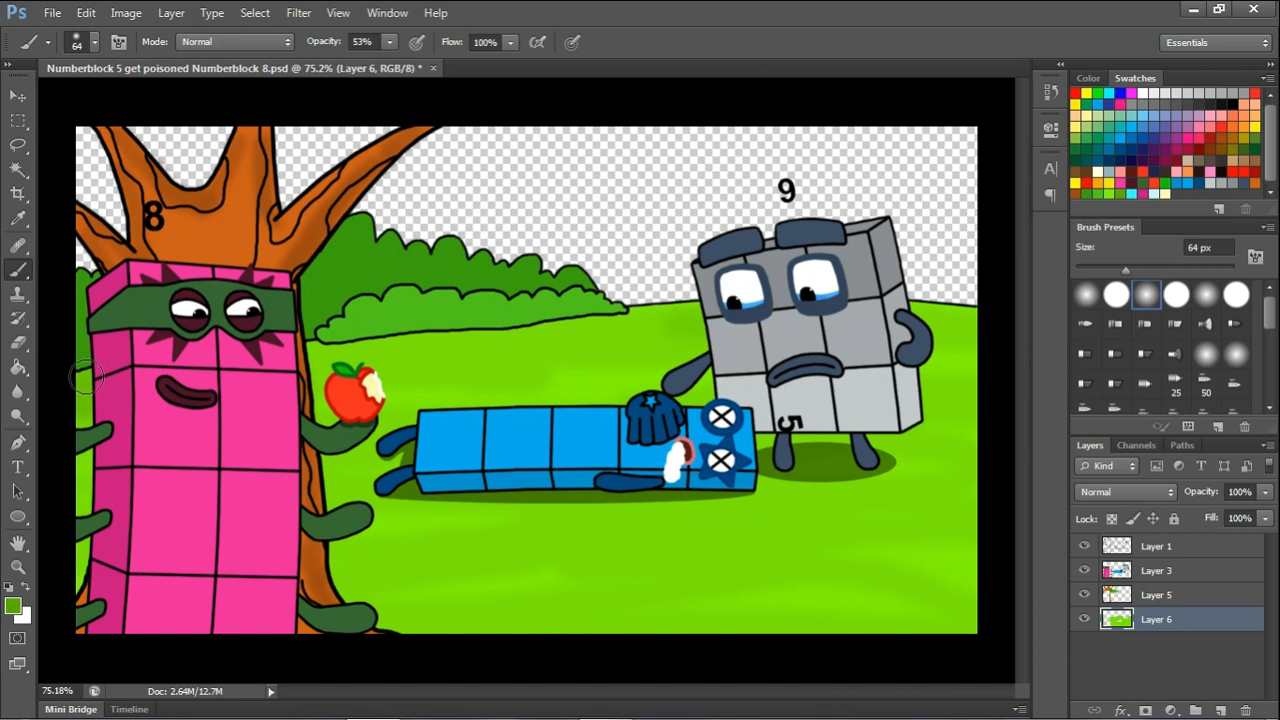 Ps File Edit Image Layer Type Select Filter View Window Help
64 Mode: Normal Opacity: 53% Flow: 100% Essentials
Numberblock 5 get poisoned Numberblock 8.psd @ 75.2% (Layer 6, RGB/8) * ×
Color Swatches
8
9
5
Brush Presets
Size: 64 px
25 50
Layers Channels Paths
Kind
Normal Opacity: 100%
Lock: Fill: 100%
Layer 1
Layer 3
Layer 5
Layer 6
75.18% Doc: 2.64M/12.7M
Mini Bridge Timeline